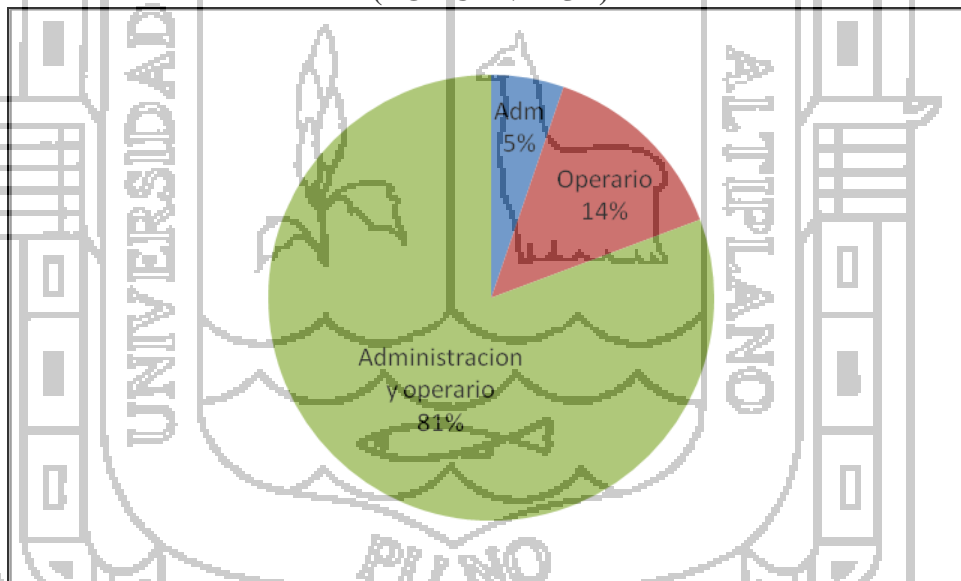 UNIVERSIDAD
ALTIPLANO
Adm
5%
Operario
14%
Administracion
y operario
81%
PUNO